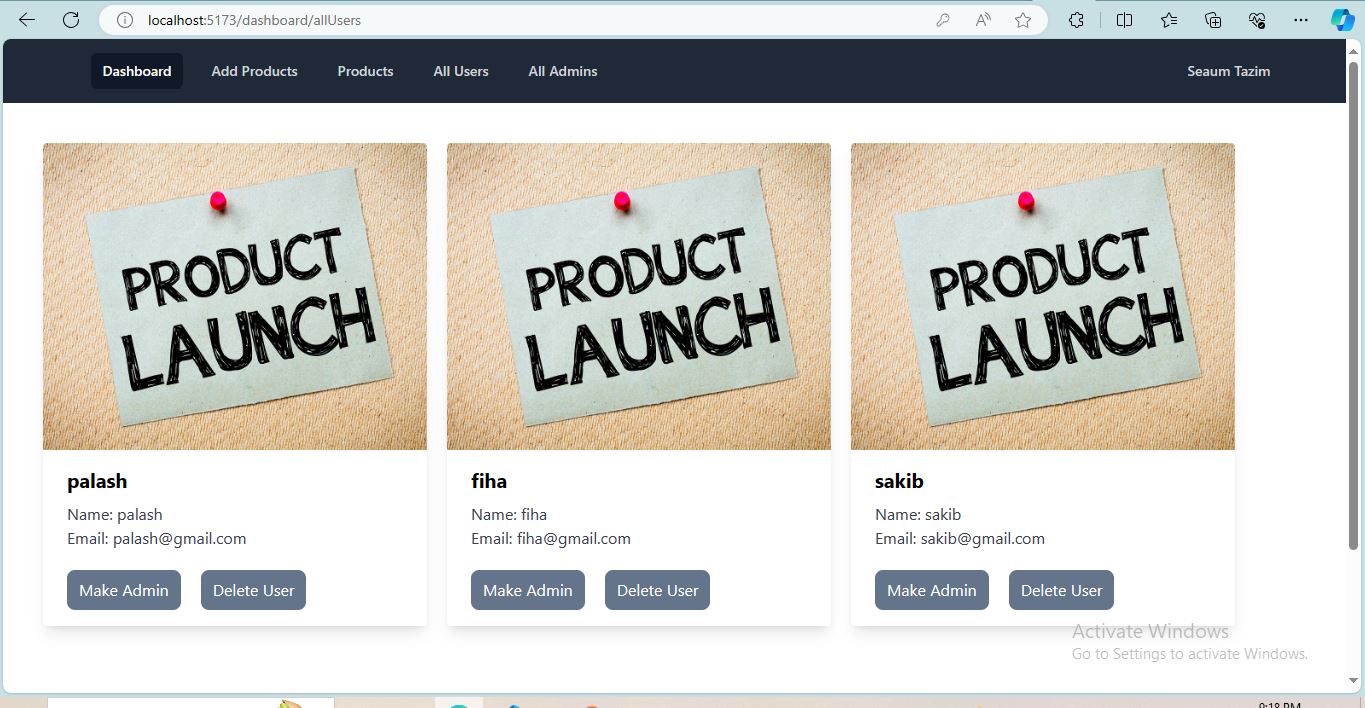 localhost:5173/dashboard/allUsers
Dashboard Add Products Products All Users All Admins Seaum Tazim
PRODUCT LAUNCH
PRODUCT LAUNCH
PRODUCT LAUNCH
palash
Name: palash
Email: palash@gmail.com
Make Admin Delete User
fiha
Name: fiha
Email: fiha@gmail.com
Make Admin Delete User
sakib
Name: sakib
Email: sakib@gmail.com
Make Admin Delete User
Activate Windows
Go to Settings to activate Windows.
9:18 PM